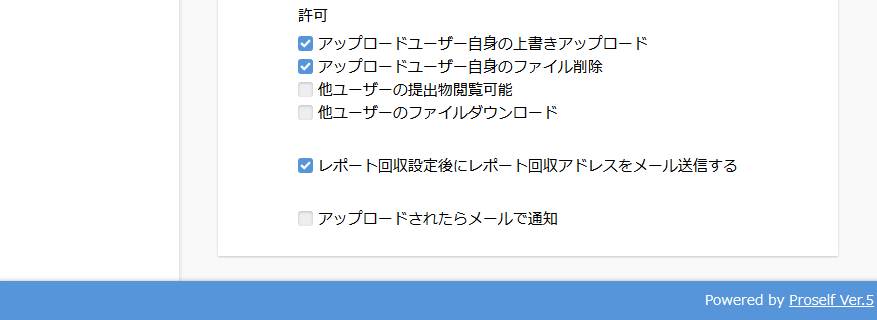 許可
アップロードユーザー自身の上書きアップロード
アップロードユーザー自身のファイル削除
他ユーザーの提出物閲覧可能
他ユーザーのファイルダウンロード
レポート回収設定後にレポート回収アドレスをメール送信する
アップロードされたらメールで通知
Powered by Proself Ver.5